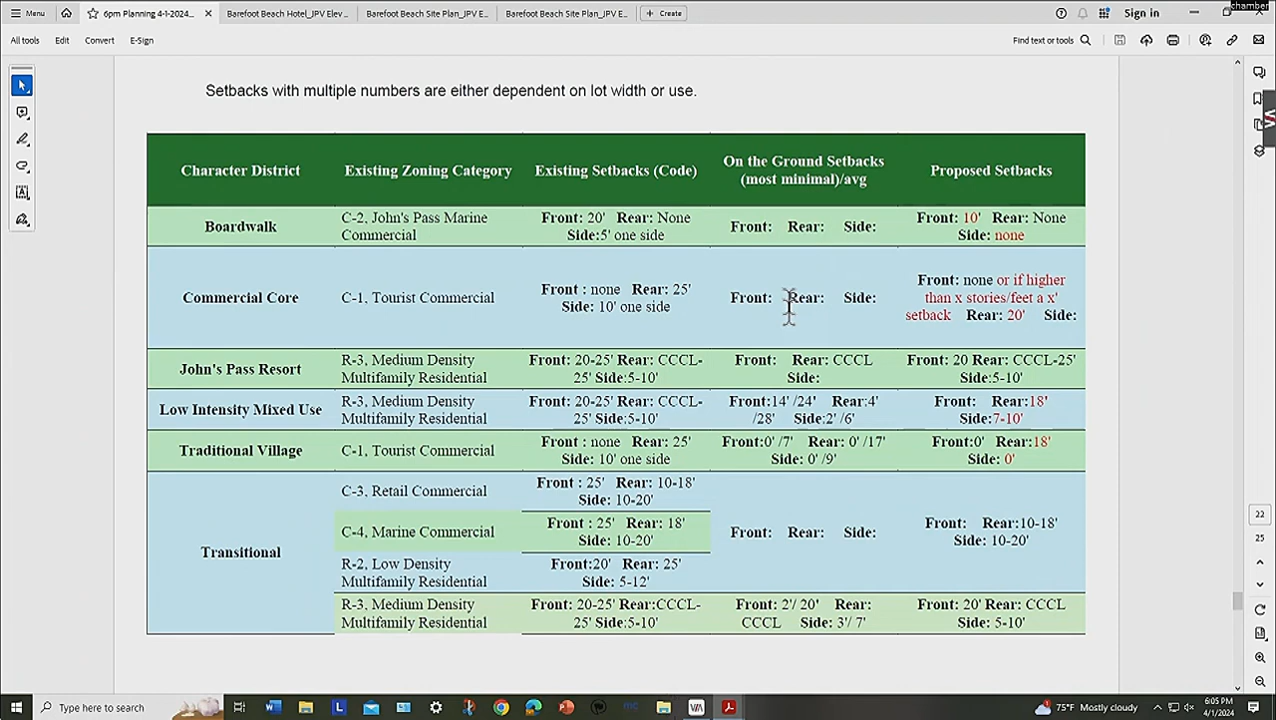 chamber
Menu
6pm Planning 4-1-2024...
Barefoot Beach Hotel_JPV Elev...
Barefoot Beach Site Plan_JPV E...
Barefoot Beach Site Plan_JPV E...
+ Create
Sign in
All tools Edit Convert E-Sign
Find text or tools
Setbacks with multiple numbers are either dependent on lot width or use.
Character District
Existing Zoning Category
Existing Setbacks (Code)
On the Ground Setbacks
(most minimal)/avg
Proposed Setbacks
Boardwalk
C-2, John's Pass Marine
Commercial
Front: 20' Rear: None
Side:5' one side
Front: Rear: Side:
Front: 10' Rear: None
Side: none
Commercial Core
C-1, Tourist Commercial
Front : none Rear: 25'
Side: 10' one side
Front: Rear: Side:
Front: none or if higher
than x stories/feet a x'
setback Rear: 20' Side:
John's Pass Resort
R-3, Medium Density
Multifamily Residential
Front: 20-25' Rear: CCCL-
25' Side:5-10'
Front: Rear: CCCL
Side:
Front: 20 Rear: CCCL-25'
Side:5-10'
Low Intensity Mixed Use
R-3, Medium Density
Multifamily Residential
Front: 20-25' Rear: CCCL-
25' Side:5-10'
Front:14' /24' Rear:4'
/28' Side:2' /6'
Front: Rear:18'
Side:7-10'
Traditional Village
C-1, Tourist Commercial
Front : none Rear: 25'
Side: 10' one side
Front:0' /7' Rear: 0' /17'
Side: 0' /9'
Front:0' Rear:18'
Side: 0'
Transitional
C-3, Retail Commercial
Front : 25' Rear: 10-18'
Side: 10-20'
C-4, Marine Commercial
Front : 25' Rear: 18'
Side: 10-20'
R-2, Low Density
Multifamily Residential
Front:20' Rear: 25'
Side: 5-12'
Front: Rear: Side:
Front: Rear:10-18'
Side: 10-20'
R-3, Medium Density
Multifamily Residential
Front: 20-25' Rear:CCCL-
25' Side:5-10'
Front: 2'/ 20' Rear:
CCCL Side: 3'/ 7'
Front: 20' Rear: CCCL
Side: 5-10'
22
25
Type here to search
75°F Mostly cloudy
6:05 PM
4/1/2024